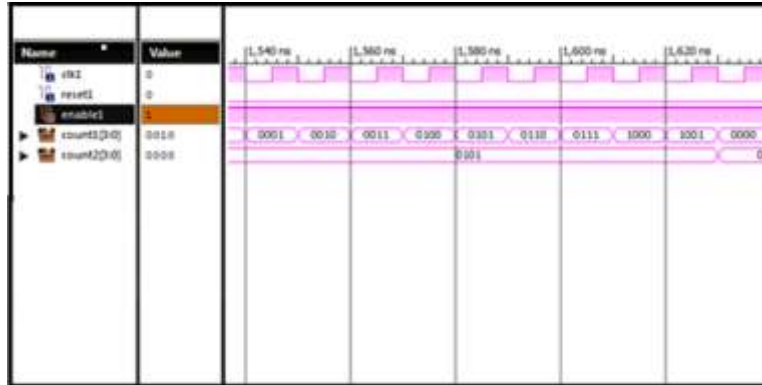 Name Value 1,540 ns 1,560 ns 1,580 ns 1,600 ns 1,620 ns
clk1 0
reset1 0
enable1 1
count1[3:0] 0010 0001 0010 0011 0100 0101 0110 0111 1000 1001 0000
count2[3:0] 0000 0101